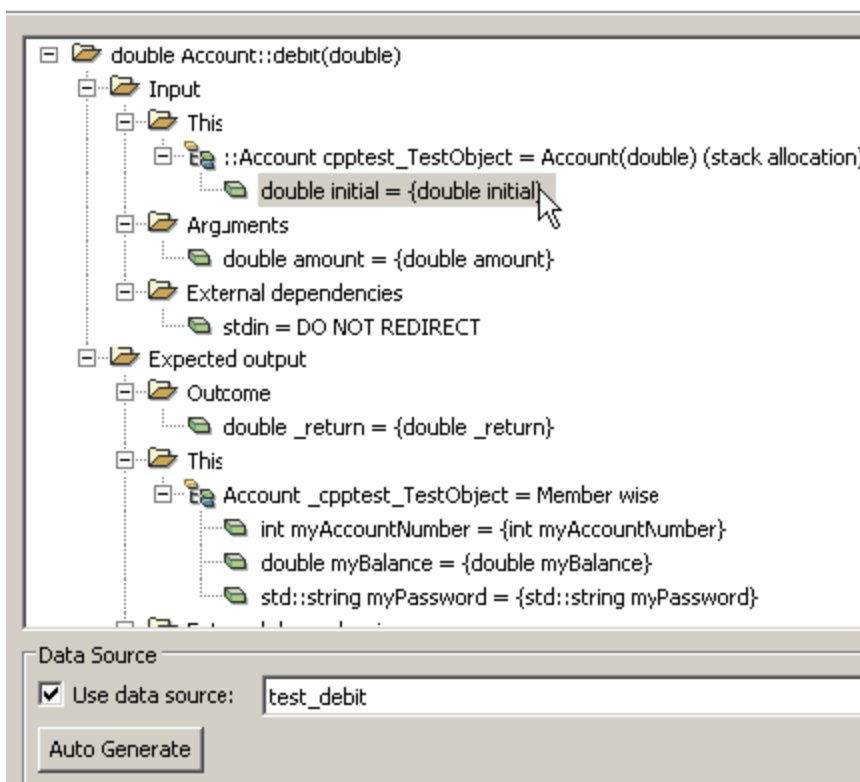 double Account::debit(double)
Input
This
::Account cpptest_TestObject = Account(double) (stack allocation)
double initial = {double initial}
Arguments
double amount = {double amount}
External dependencies
stdin = DO NOT REDIRECT
Expected output
Outcome
double _return = {double _return}
This
Account _cpptest_TestObject = Member wise
int myAccountNumber = {int myAccountNumber}
double myBalance = {double myBalance}
std::string myPassword = {std::string myPassword}
Data Source
Use data source: test_debit
Auto Generate